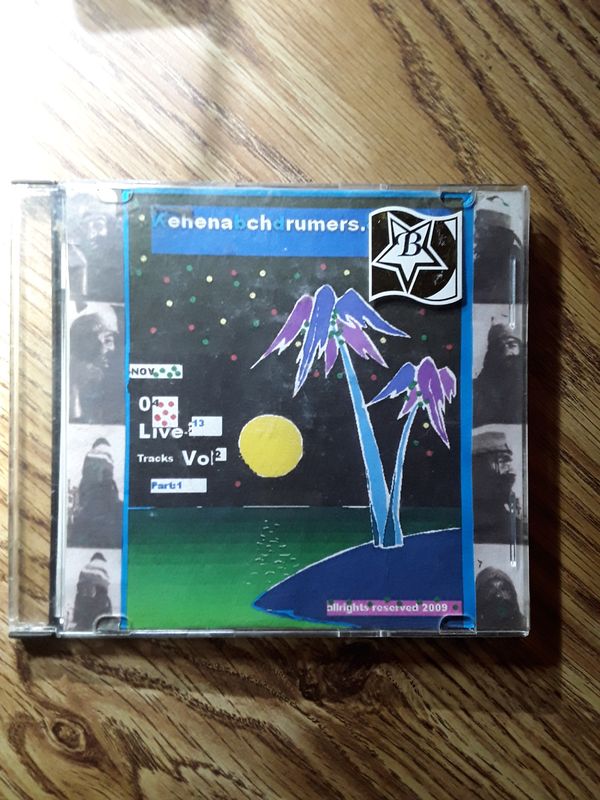 Kehenabchdrumers.
B
NOV
04
Live-
13
Tracks Vol 2
Part:1
allrights reserved 2009